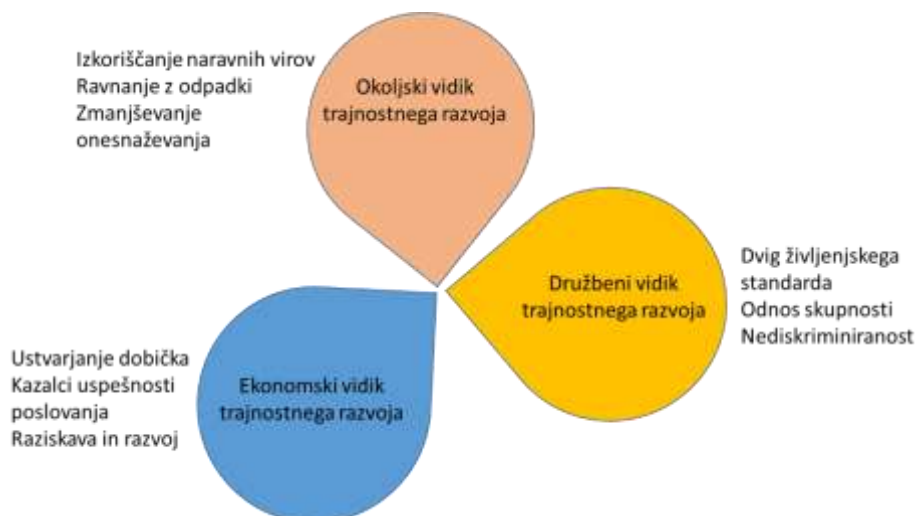 Izkoriščanje naravnih virov
Ravnanje z odpadki
Zmanjševanje
onesnaževanja
Okoljski vidik
trajnostnega razvoja
Družbeni vidik
trajnostnega razvoja
Dvig življenjskega
standarda
Odnos skupnosti
Nediskriminiranost
Ustvarjanje dobička
Kazalci uspešnosti
poslovanja
Raziskava in razvoj
Ekonomski vidik
trajnostnega razvoja